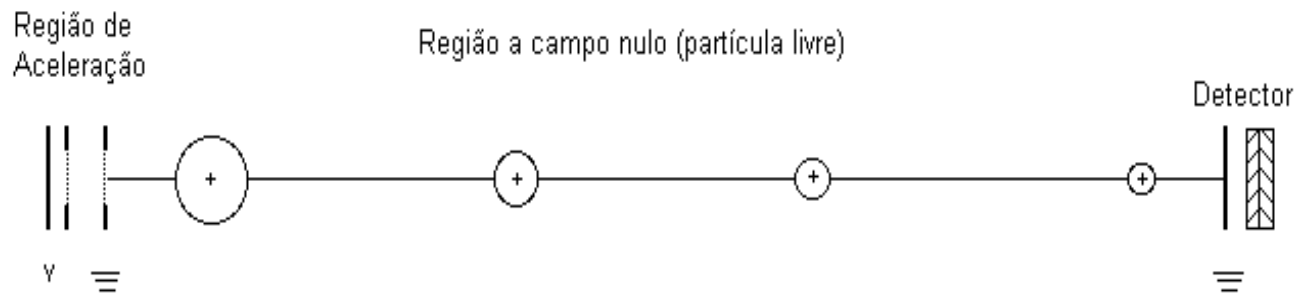 Região de
Aceleração
Região a campo nulo (partícula livre)
Detector
+
+
+
+
V